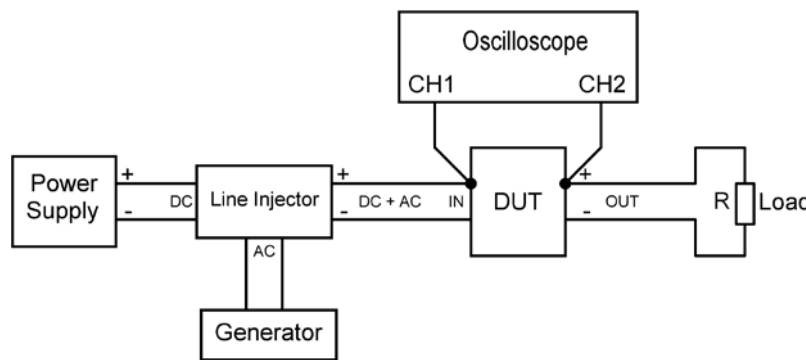 Oscilloscope
CH1 CH2
Power
Supply
+
-
DC
Line Injector
+
-
DC + AC
IN
DUT
+
-
OUT
R
Load
AC
Generator